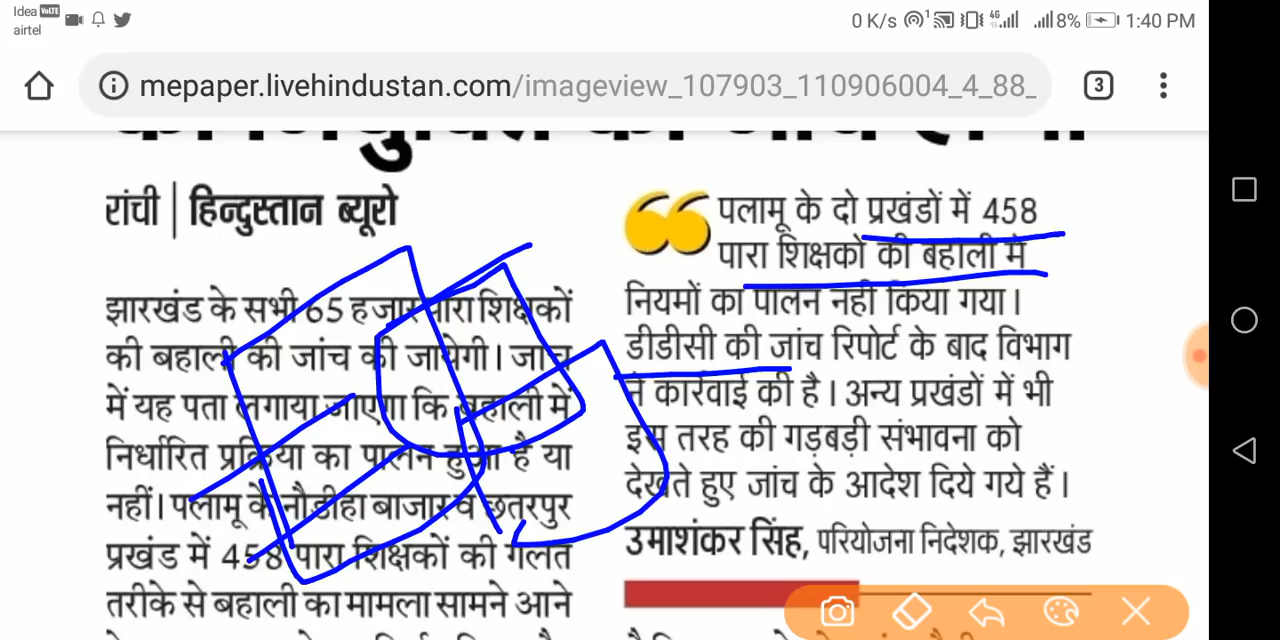 Idea VoLTE
airtel
0 K/s 1 4G 8% 1:40 PM
mepaper.livehindustan.com/imageview_107903_110906004_4_88_
3
रांची | हिन्दुस्तान ब्यूरो
झारखंड के सभी 65 हजार पारा शिक्षकों
की बहाली की जांच की जायेगी। जांच
में यह पता लगाया जाएगा कि बहाली में
निर्धारित प्रक्रिया का पालन हुआ है या
नहीं। पलामू के नौडीहा बाजार व छतरपुर
प्रखंड में 458 पारा शिक्षकों की गलत
तरीके से बहाली का मामला सामने आने
पलामू के दो प्रखंडों में 458
पारा शिक्षकों की बहाली में
नियमों का पालन नहीं किया गया।
डीडीसी की जांच रिपोर्ट के बाद विभाग
ने कार्रवाई की है। अन्य प्रखंडों में भी
इस तरह की गड़बड़ी संभावना को
देखते हुए जांच के आदेश दिये गये हैं।
उमाशंकर सिंह, परियोजना निदेशक, झारखंड